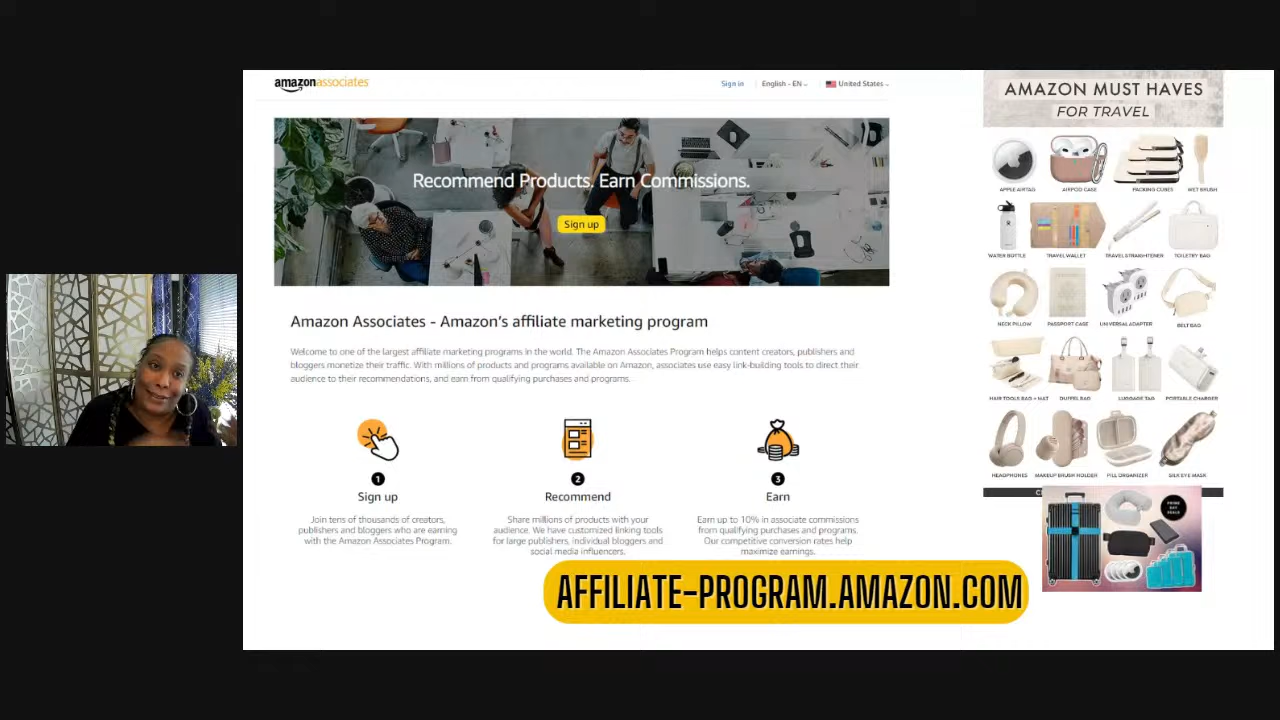 amazonassociates
Sign in
English - EN
United States
Recommend Products. Earn Commissions.
Sign up
Amazon Associates - Amazon's affiliate marketing program
Welcome to one of the largest affiliate marketing programs in the world. The Amazon Associates Program helps content creators, publishers and
bloggers monetize their traffic. With millions of products and programs available on Amazon, associates use easy link-building tools to direct their
audience to their recommendations, and earn from qualifying purchases and programs.
1
Sign up
Join tens of thousands of creators,
publishers and bloggers who are earning
with the Amazon Associates Program.
2
Recommend
Share millions of products with your
audience. We have customized linking tools
for large publishers, individual bloggers and
social media influencers.
3
Earn
Earn up to 10% in associate commissions
from qualifying purchases and programs.
Our competitive conversion rates help
maximize earnings.
AFFILIATE-PROGRAM.AMAZON.COM
AMAZON MUST HAVES
FOR TRAVEL
APPLE AIRTAG
AIRPOD CASE
PACKING CUBES
WET BRUSH
WATER BOTTLE
TRAVEL WALLET
TRAVEL STRAIGHTENER
TOILETRY BAG
NECK PILLOW
PASSPORT CASE
UNIVERSAL ADAPTER
BELT BAG
HAIR TOOLS BAG + MAT
DUFFEL BAG
LUGGAGE TAG
PORTABLE CHARGER
HEADPHONES
MAKEUP BRUSH HOLDER
PILL ORGANIZER
SILK EYE MASK
PRIME
DAY
DEALS